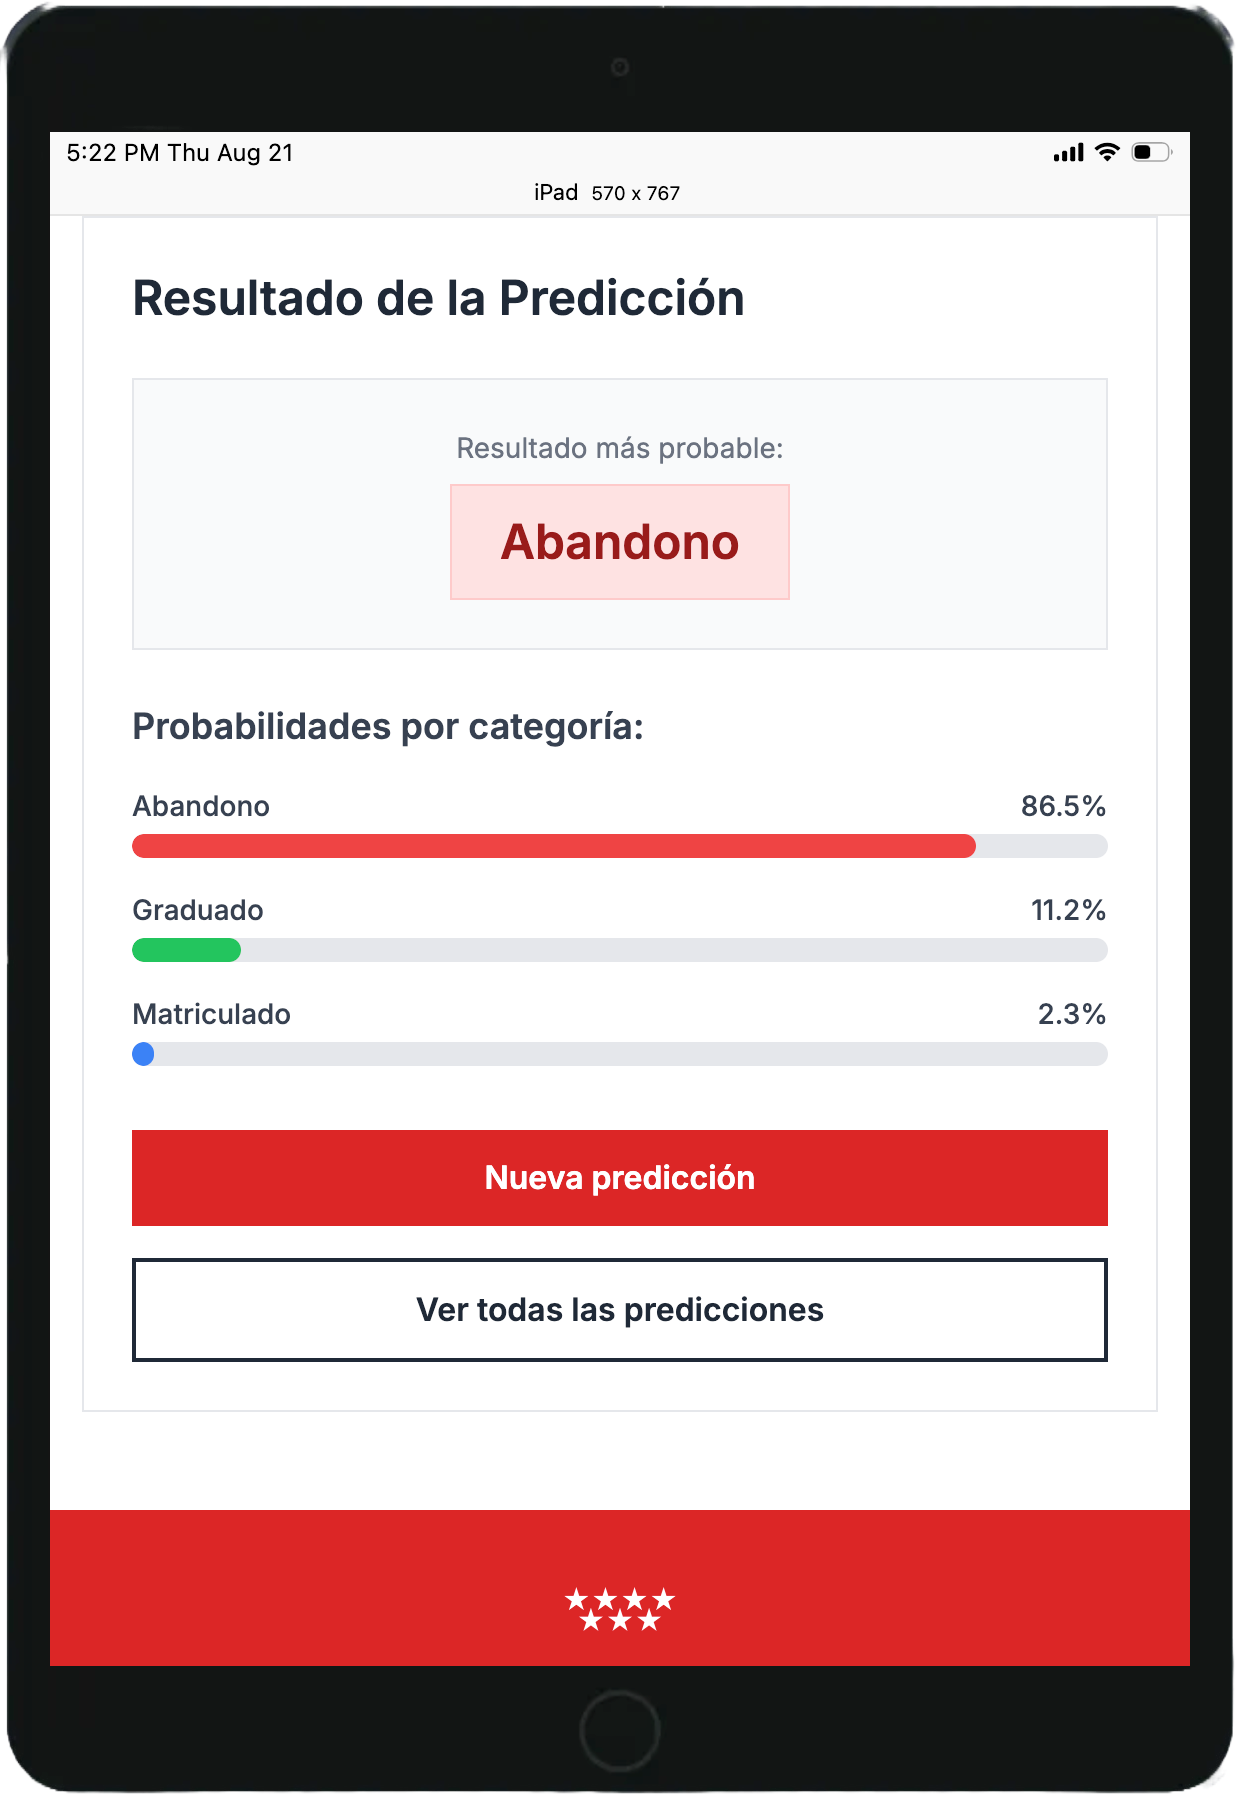 5:22 PM Thu Aug 21
iPad 570 x 767
Resultado de la Predicción
Resultado más probable:
Abandono
Probabilidades por categoría:
Abandono 86.5%
Graduado 11.2%
Matriculado 2.3%
Nueva predicción
Ver todas las predicciones